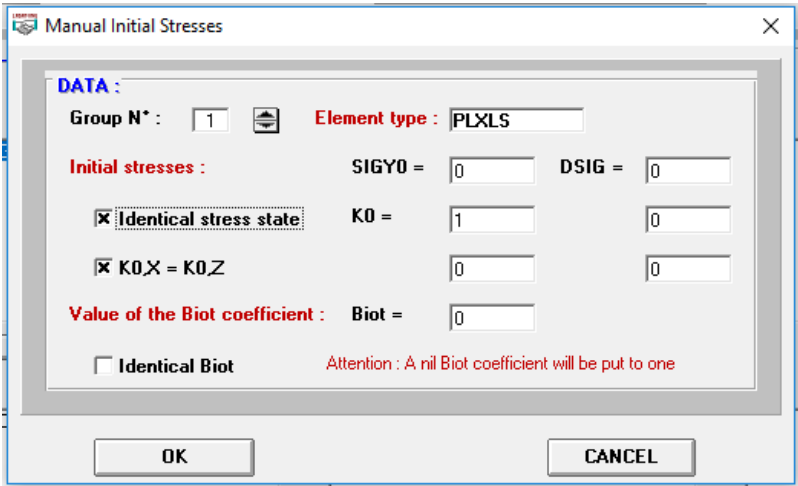 Manual Initial Stresses
DATA :
Group N* : 1 Element type : PLXLS
Initial stresses : SIGY0 = 0 DSIG = 0
Identical stress state K0 = 1 0
K0,X = K0,Z 0 0
Value of the Biot coefficient : Biot = 0
Identical Biot Attention : A nil Biot coefficient will be put to one
OK CANCEL